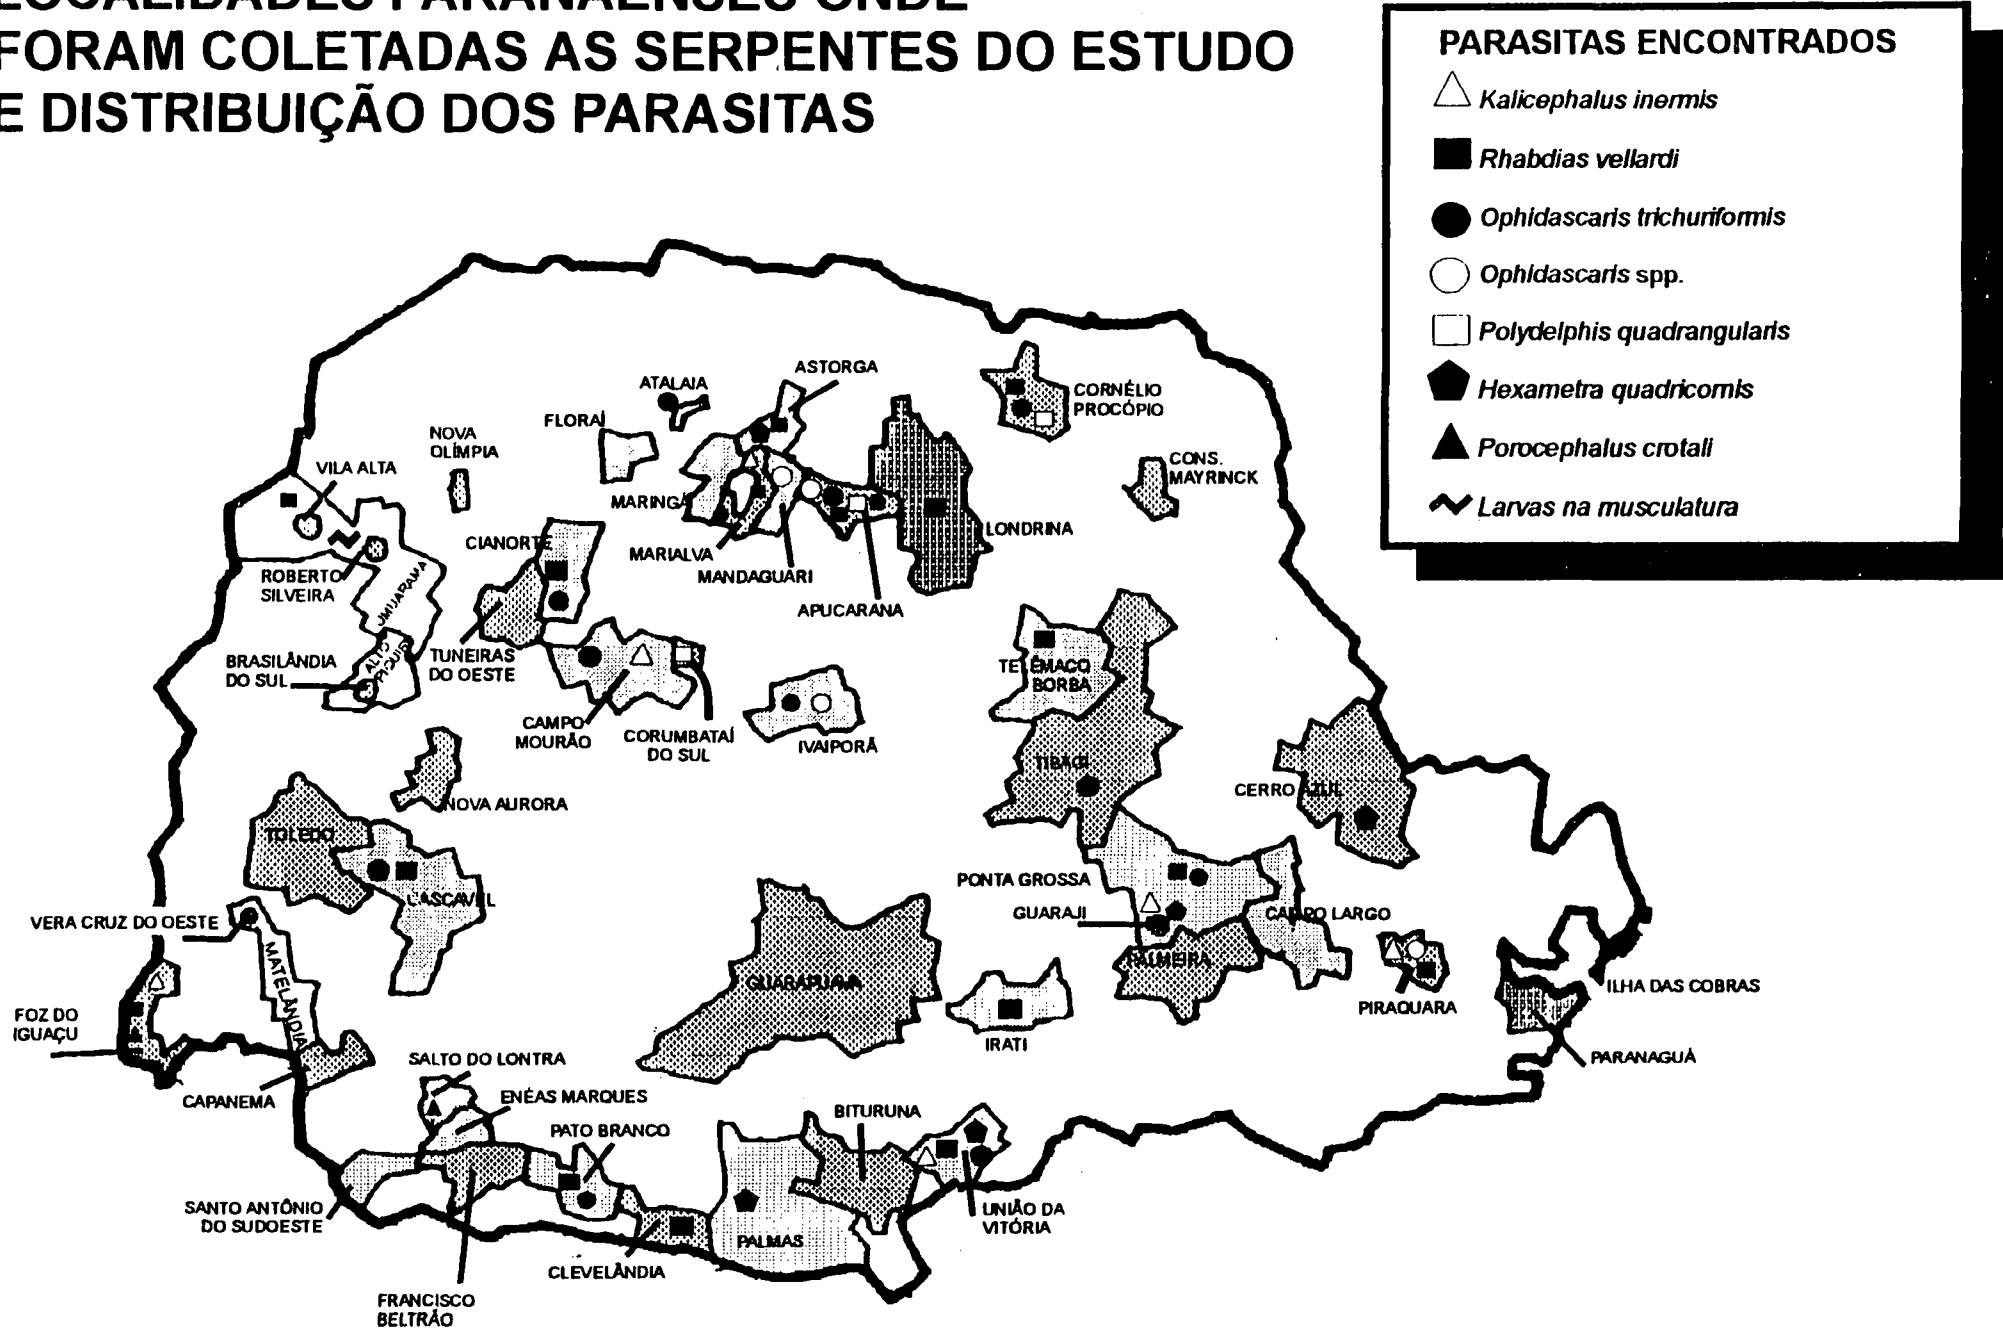 LOCALIDADES PARANAENSES ONDE
FORAM COLETADAS AS SERPENTES DO ESTUDO
E DISTRIBUIÇÃO DOS PARASITAS
PARASITAS ENCONTRADOS
Kalicephalus inermis
Rhabdias vellardi
Ophidascaris trichuriformis
Ophidascaris spp.
Polydelphis quadrangularis
Hexametra quadricornis
Porocephalus crotali
Larvas na musculatura
ASTORGA
ATALAIA
FLORAÍ
CORNÉLIO
PROCÓPIO
NOVA
OLÍMPIA
VILA ALTA
CONS.
MAYRINCK
MARINGÁ
LONDRINA
CIANORTE
MARIALVA
MANDAGUARI
APUCARANA
ROBERTO
SILVEIRA
UMUARAMA
ALTO
PIQUIRI
BRASILÂNDIA
DO SUL
TUNEIRAS
DO OESTE
TELÊMACO
BORBA
CAMPO
MOURÃO
CORUMBATAÍ
DO SUL
IVAIPORÃ
TIBAGI
CERRO AZUL
NOVA AURORA
TOLEDO
CASCAVEL
PONTA GROSSA
GUARAJI
CAMPO LARGO
VERA CRUZ DO OESTE
MATELÂNDIA
PALMEIRA
GUARAPUAVA
ILHA DAS COBRAS
PIRAQUARA
FOZ DO
IGUAÇU
IRATI
PARANAGUÁ
SALTO DO LONTRA
CAPANEMA
ENÉAS MARQUES
BITURUNA
PATO BRANCO
SANTO ANTÔNIO
DO SUDOESTE
UNIÃO DA
VITÓRIA
PALMAS
CLEVELÂNDIA
FRANCISCO
BELTRÃO